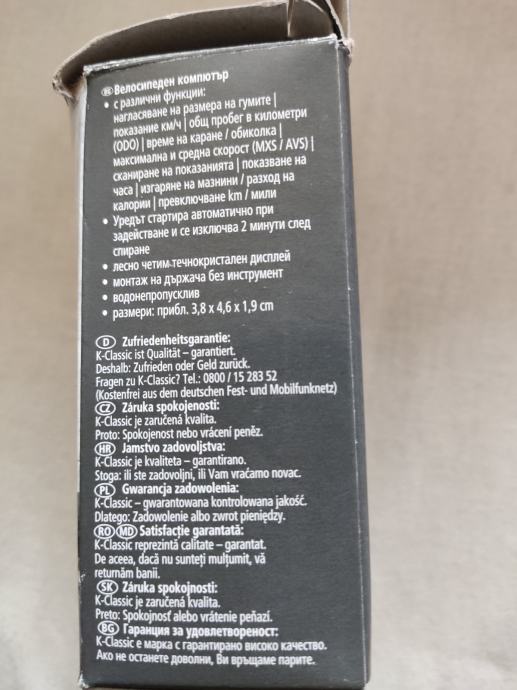 BG Велосипеден компютър
• с различни функции:
нагласяване на размера на гумите |
показание км/ч | общ пробег в километри
(ODO) | време на каране / обиколка |
максимална и средна скорост (MXS / AVS) |
сканиране на показанията | показване на
часа | изгаряне на мазнини / разход на
калории | превключване km / мили
• Уредът стартира автоматично при
задействане и се изключва 2 минути след
спиране
• лесно четим течнокристален дисплей
• монтаж на държача без инструмент
• водонепропусклив
• размери: прибл. 3,8 x 4,6 x 1,9 cm
D Zufriedenheitsgarantie:
K-Classic ist Qualität – garantiert.
Deshalb: Zufrieden oder Geld zurück.
Fragen zu K-Classic? Tel.: 0800 / 15 283 52
(Kostenfrei aus dem deutschen Fest- und Mobilfunknetz)
CZ Záruka spokojenosti:
K-Classic je zaručená kvalita.
Proto: Spokojenost nebo vrácení peněz.
HR Jamstvo zadovoljstva:
K-Classic je kvaliteta – garantirano.
Stoga: ili ste zadovoljni, ili Vam vraćamo novac.
PL Gwarancja zadowolenia:
K-Classic – gwarantowana kontrolowana jakość.
Dlatego: Zadowolenie albo zwrot pieniędzy.
RO MD Satisfacție garantată:
K-Classic reprezintă calitate – garantat.
De aceea, dacă nu sunteți mulțumit, vă
returnăm banii.
SK Záruka spokojnosti:
K-Classic je zaručená kvalita.
Preto: Spokojnosť alebo vrátenie peňazí.
BG Гаранция за удовлетвореност:
K-Classic е марка с гарантирано високо качество.
Ако не останете доволни, Ви връщаме парите.